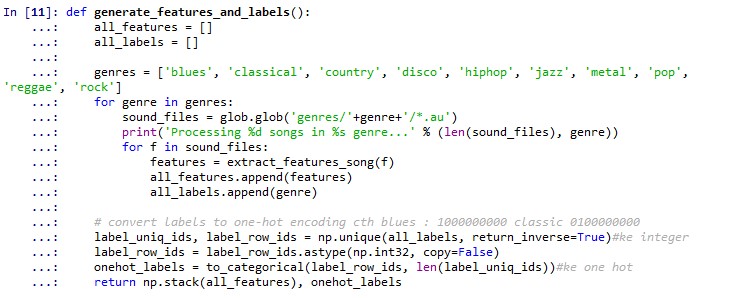 In [11]: def generate_features_and_labels():
    ...:     all_features = []
    ...:     all_labels = []
    ...:
    ...:     genres = ['blues', 'classical', 'country', 'disco', 'hiphop', 'jazz', 'metal', 'pop',
'reggae', 'rock']
    ...:     for genre in genres:
    ...:         sound_files = glob.glob('genres/'+genre+'/*.au')
    ...:         print('Processing %d songs in %s genre...' % (len(sound_files), genre))
    ...:         for f in sound_files:
    ...:             features = extract_features_song(f)
    ...:             all_features.append(features)
    ...:             all_labels.append(genre)
    ...:
    ...:     # convert labels to one-hot encoding cth blues : 1000000000 classic 0100000000
    ...:     label_uniq_ids, label_row_ids = np.unique(all_labels, return_inverse=True)#ke integer
    ...:     label_row_ids = label_row_ids.astype(np.int32, copy=False)
    ...:     onehot_labels = to_categorical(label_row_ids, len(label_uniq_ids))#ke one hot
    ...:     return np.stack(all_features), onehot_labels